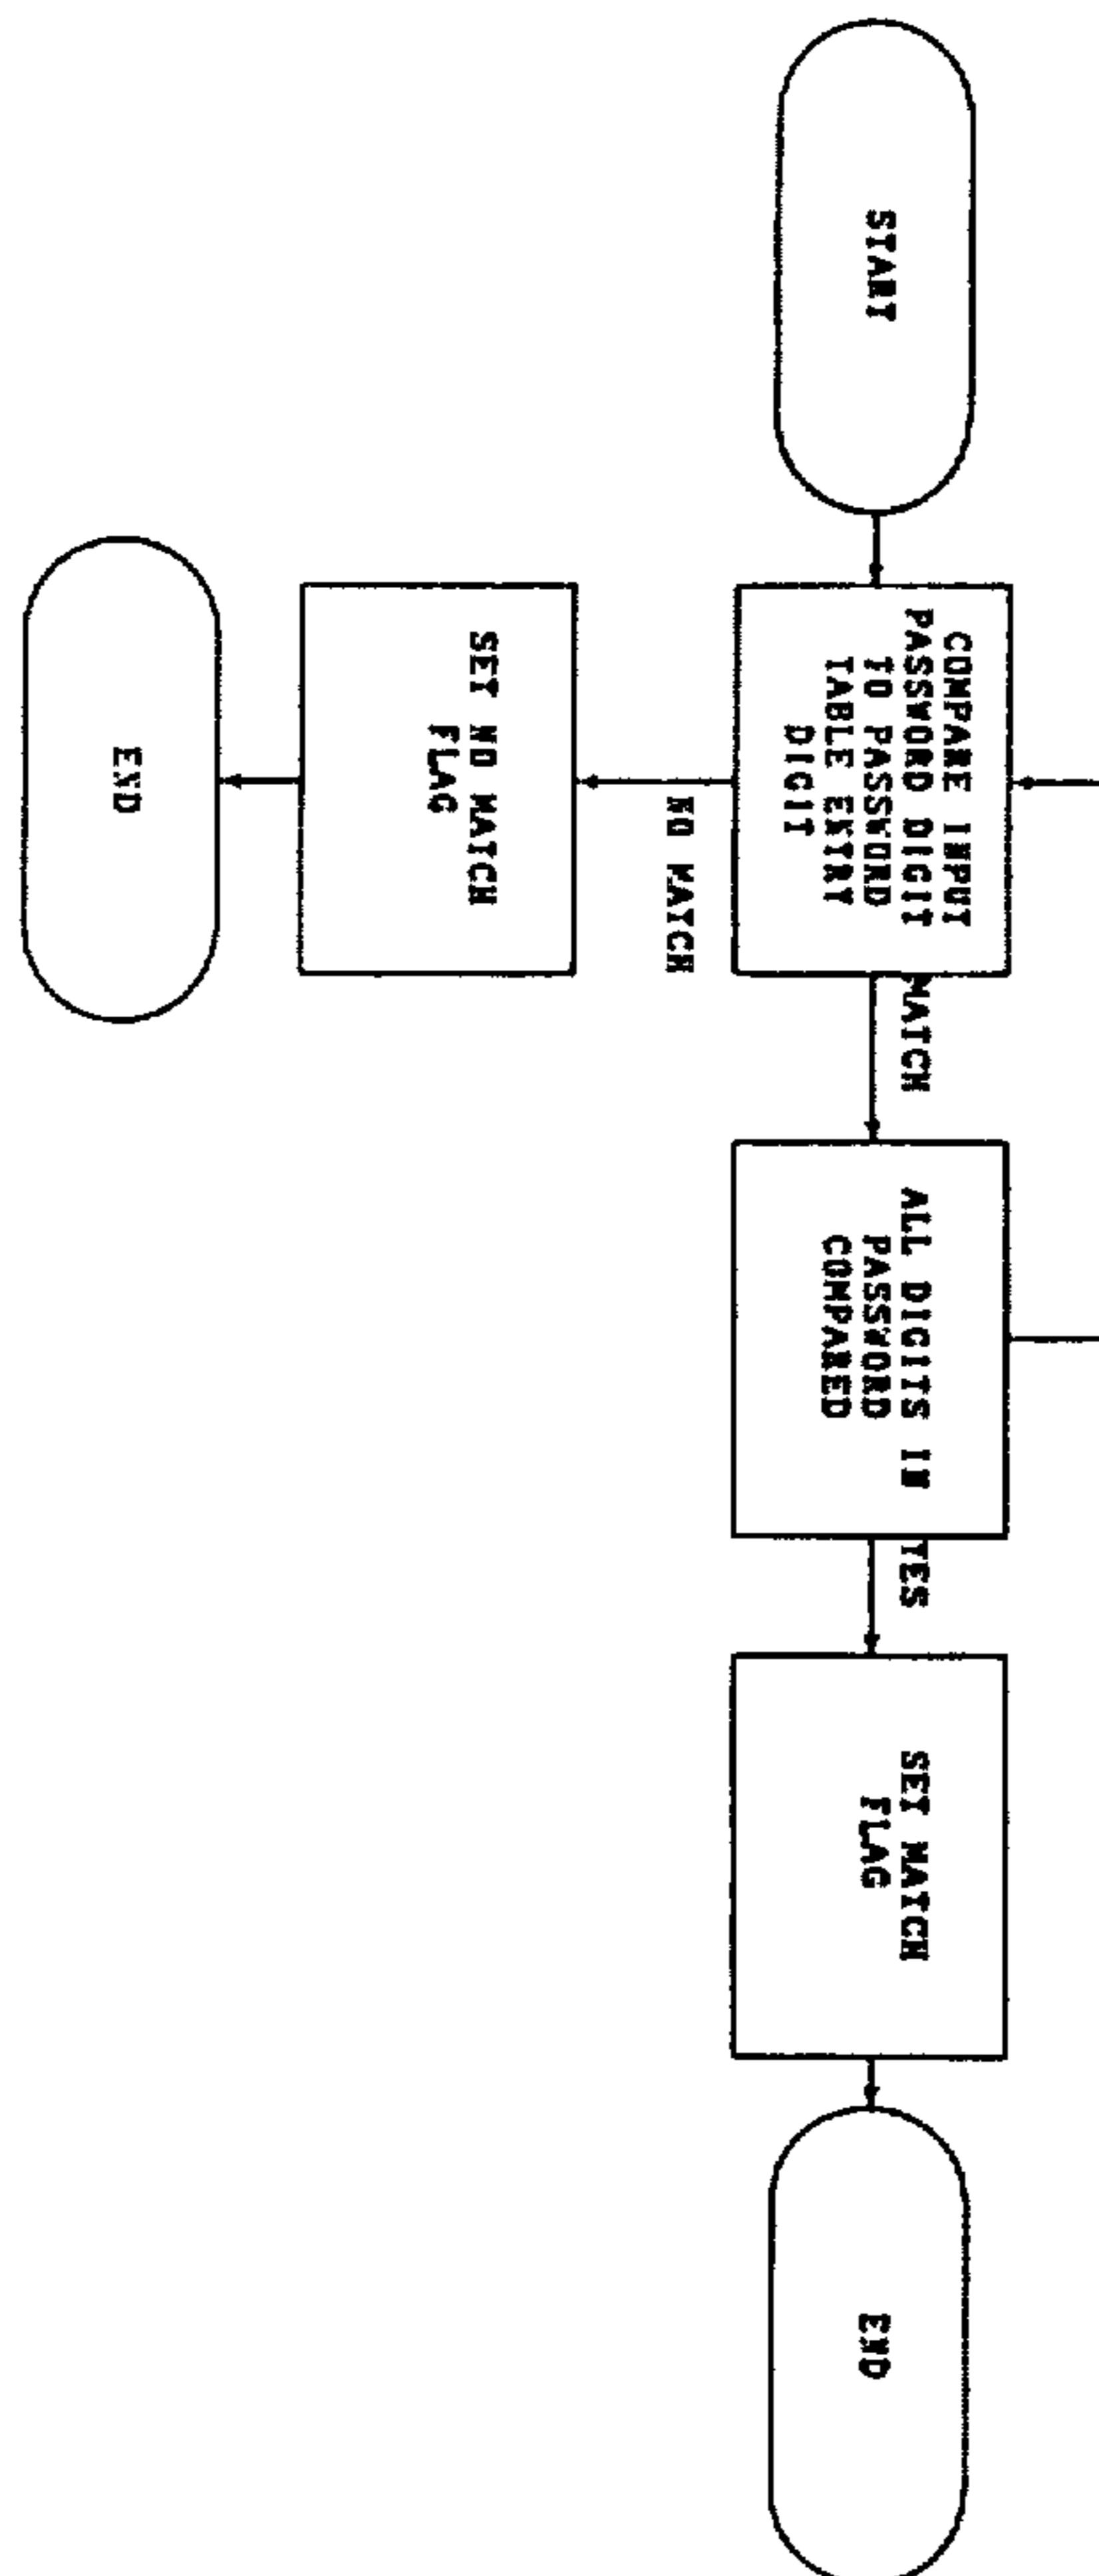 START
COMPARE INPUT
PASSWORD DIGIT
TO PASSWORD
TABLE ENTRY
DIGIT
MATCH
ALL DIGITS IN
PASSWORD
COMPARED
YES
SET MATCH
FLAG
END
NO MATCH
SET NO MATCH
FLAG
END